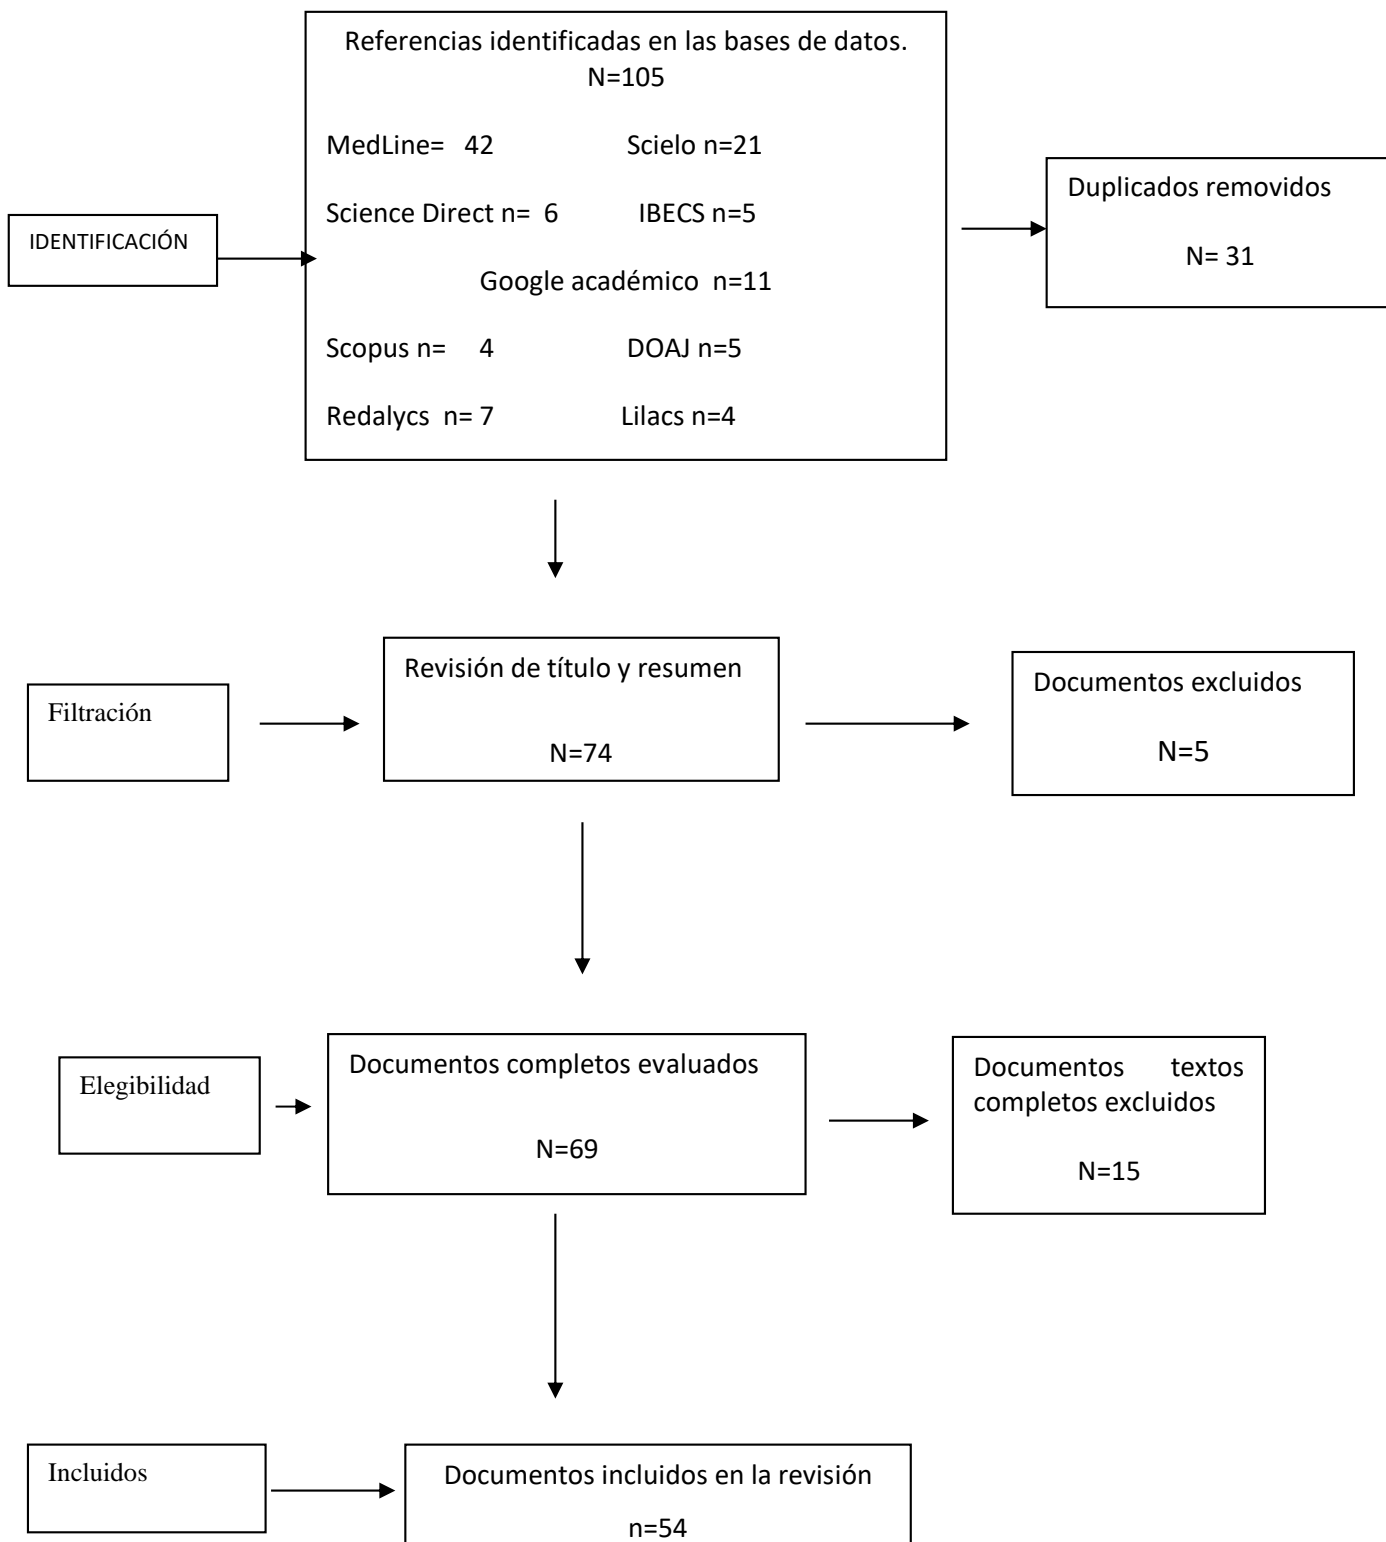 Referencias identificadas en las bases de datos.
N=105
MedLine= 42 Scielo n=21
Science Direct n= 6 IBECS n=5
Google académico n=11
Scopus n= 4 DOAJ n=5
Redalycs n= 7 Lilacs n=4
IDENTIFICACIÓN
Duplicados removidos
N= 31
Filtración
Revisión de título y resumen
N=74
Documentos excluidos
N=5
Elegibilidad
Documentos completos evaluados
N=69
Documentos textos
completos excluidos
N=15
Incluidos
Documentos incluidos en la revisión
n=54